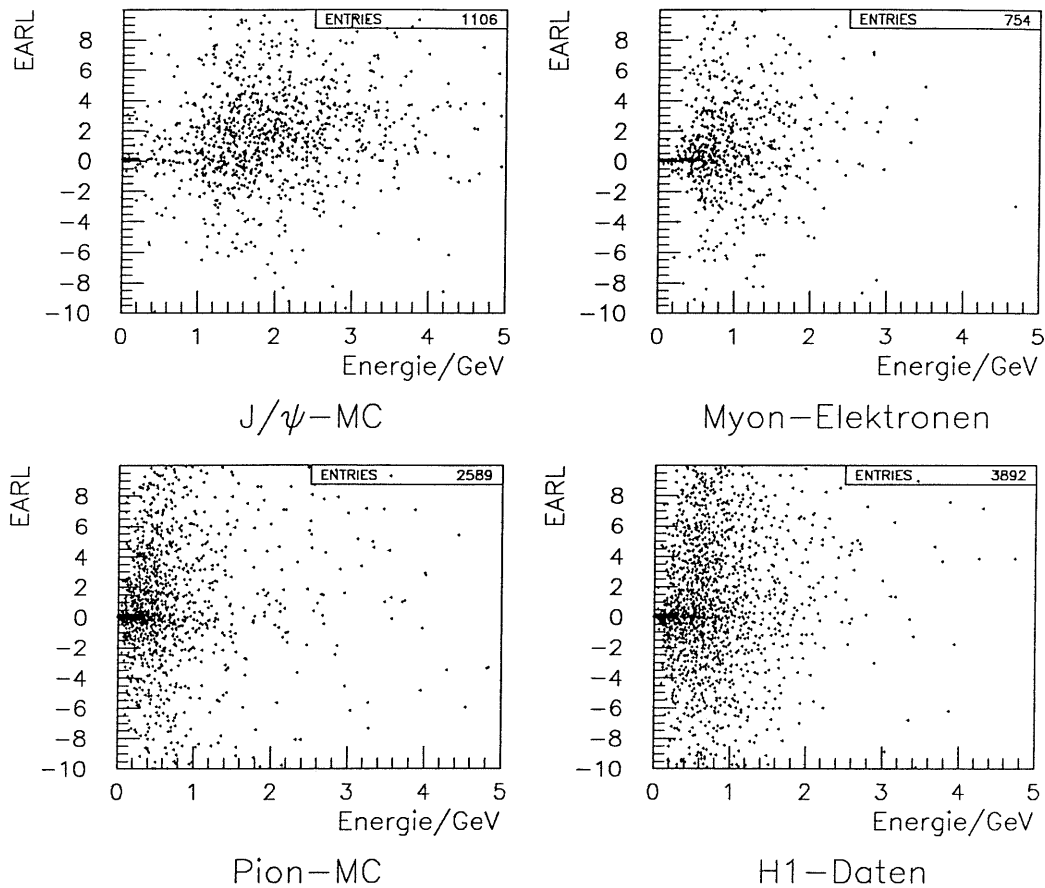 ENTRIES 1106
EARL
8
6
4
2
0
−2
−4
−6
−8
−10
0 1 2 3 4 5
Energie/GeV
J/ψ−MC
ENTRIES 754
EARL
8
6
4
2
0
−2
−4
−6
−8
−10
0 1 2 3 4 5
Energie/GeV
Myon−Elektronen
ENTRIES 2589
EARL
8
6
4
2
0
−2
−4
−6
−8
−10
0 1 2 3 4 5
Energie/GeV
Pion−MC
ENTRIES 3892
EARL
8
6
4
2
0
−2
−4
−6
−8
−10
0 1 2 3 4 5
Energie/GeV
H1−Daten